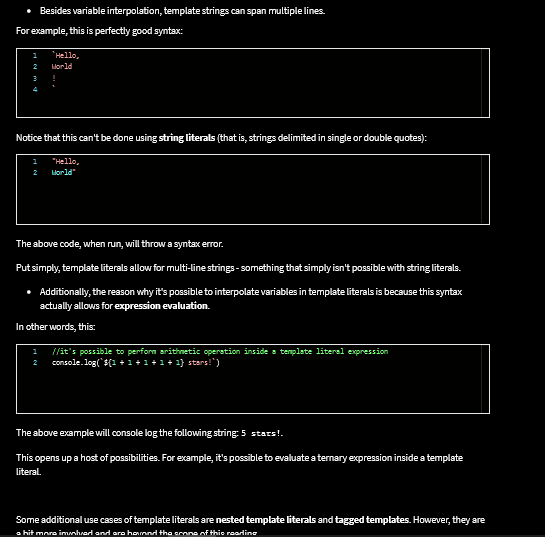 • Besides variable interpolation, template strings can span multiple lines.
For example, this is perfectly good syntax:
1 `Hello,
2 World
3 !
4 `
Notice that this can't be done using string literals (that is, strings delimited in single or double quotes):
1 "Hello,
2 World"
The above code, when run, will throw a syntax error.
Put simply, template literals allow for multi-line strings - something that simply isn't possible with string literals.
• Additionally, the reason why it's possible to interpolate variables in template literals is because this syntax
actually allows for expression evaluation.
In other words, this:
1 //it's possible to perform arithmetic operation inside a template literal expression
2 console.log(`${1 + 1 + 1 + 1 + 1} stars!`)
The above example will console log the following string: 5 stars!.
This opens up a host of possibilities. For example, it's possible to evaluate a ternary expression inside a template
literal.
Some additional use cases of template literals are nested template literals and tagged templates. However, they are
a bit more involved and are beyond the scope of this reading.